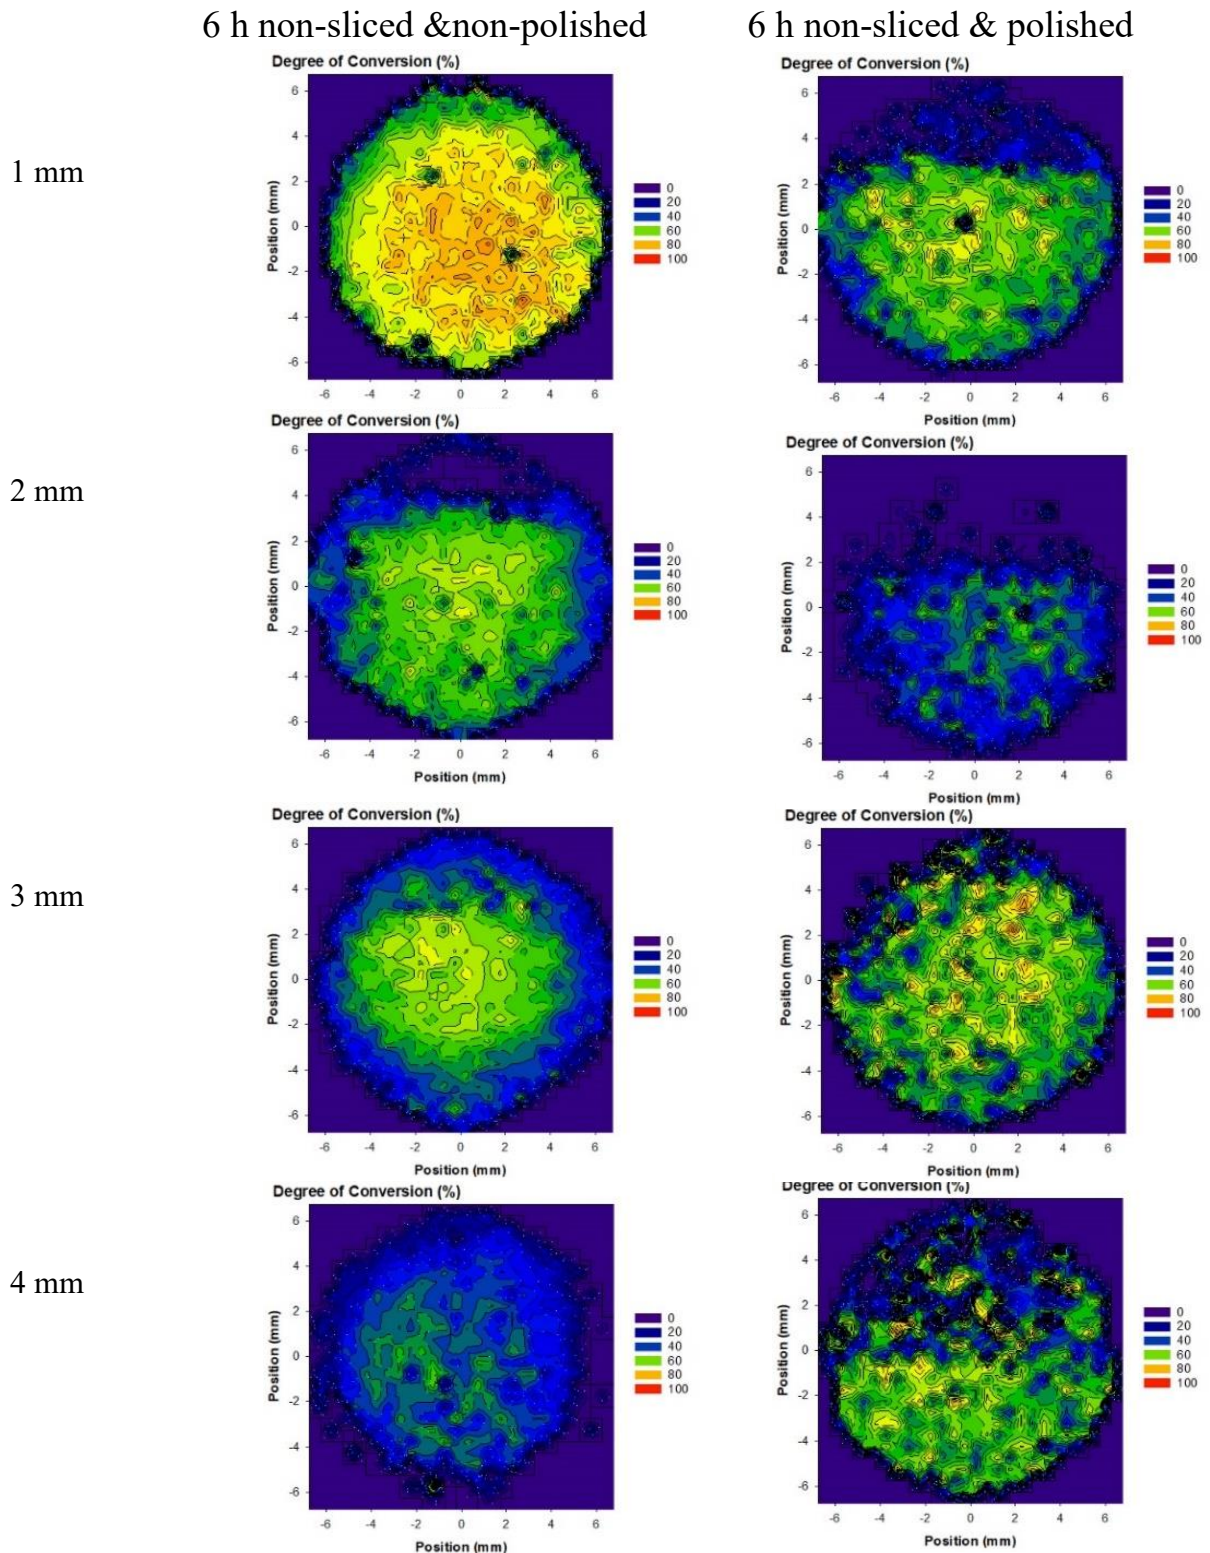 6 h non-sliced &non-polished
6 h non-sliced & polished
1 mm
Degree of Conversion (%)
Position (mm)
6
4
2
0
-2
-4
-6
-6 -4 -2 0 2 4 6
0
20
40
60
80
100
Degree of Conversion (%)
Position (mm)
6
4
2
0
-2
-4
-6
-6 -4 -2 0 2 4 6
Position (mm)
0
20
40
60
80
100
2 mm
Degree of Conversion (%)
Position (mm)
6
4
2
0
-2
-4
-6
-6 -4 -2 0 2 4 6
Position (mm)
0
20
40
60
80
100
Degree of Conversion (%)
Position (mm)
6
4
2
0
-2
-4
-6
-6 -4 -2 0 2 4 6
Position (mm)
0
20
40
60
80
100
3 mm
Degree of Conversion (%)
Position (mm)
6
4
2
0
-2
-4
-6
-6 -4 -2 0 2 4 6
Position (mm)
0
20
40
60
80
100
Degree of Conversion (%)
Position (mm)
6
4
2
0
-2
-4
-6
-6 -4 -2 0 2 4 6
Position (mm)
0
20
40
60
80
100
4 mm
Degree of Conversion (%)
Position (mm)
6
4
2
0
-2
-4
-6
-6 -4 -2 0 2 4 6
Position (mm)
0
20
40
60
80
100
Degree of Conversion (%)
Position (mm)
6
4
2
0
-2
-4
-6
-6 -4 -2 0 2 4 6
Position (mm)
0
20
40
60
80
100